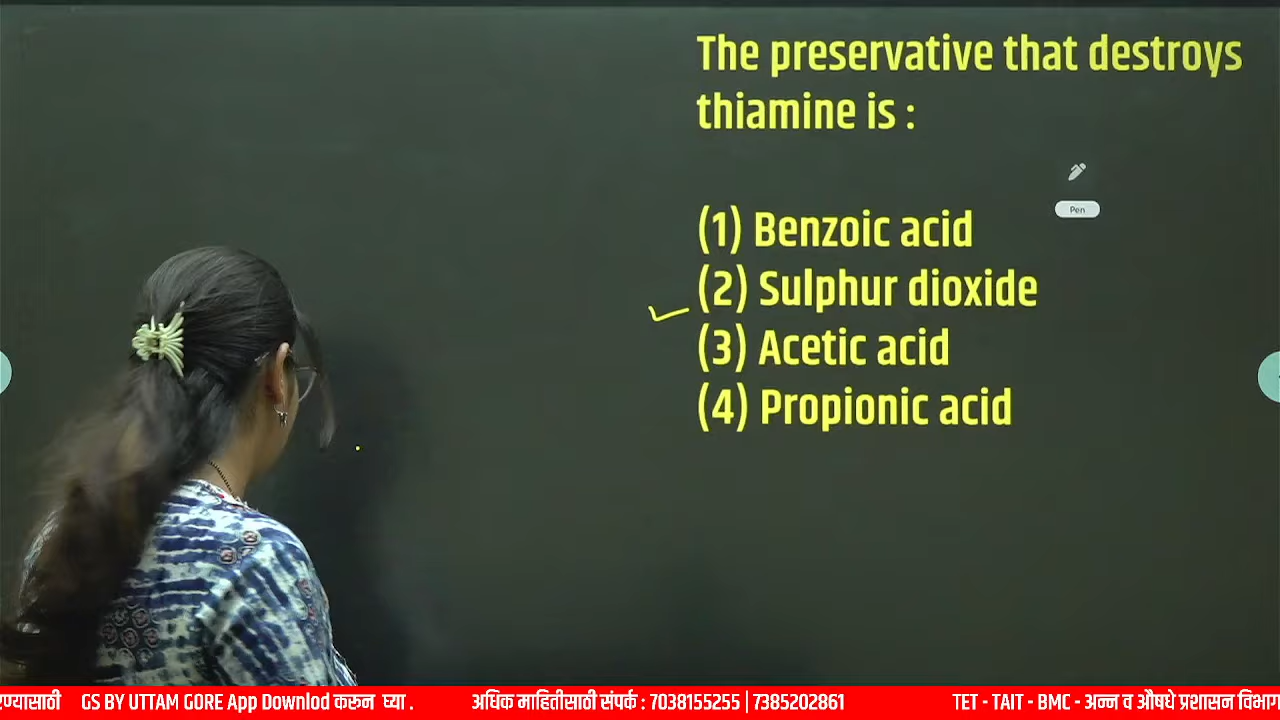 The preservative that destroys
thiamine is :
Pen
(1) Benzoic acid
(2) Sulphur dioxide
(3) Acetic acid
(4) Propionic acid
रण्यासाठी GS BY UTTAM GORE App Downlod करून घ्या . अधिक माहितीसाठी संपर्क : 7038155255 | 7385202861 TET - TAIT - BMC - अन्न व औषधे प्रशासन विभाग